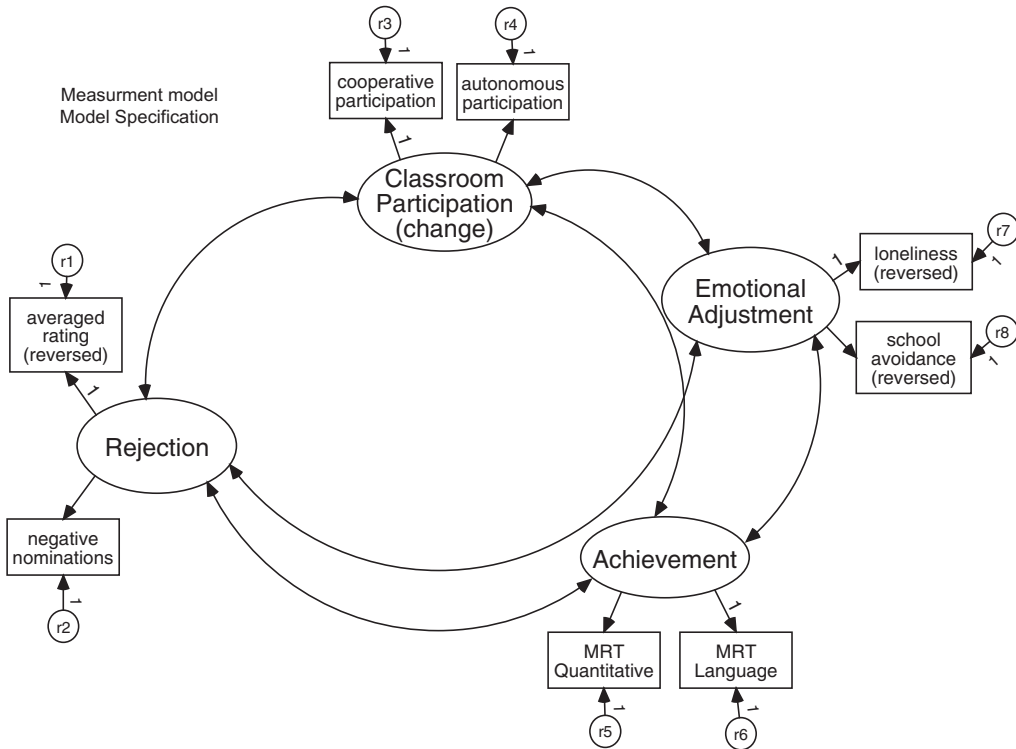 r3
1
r4
1
cooperative
participation
autonomous
participation
Measurment model
Model Specification
1
Classroom
Participation
(change)
r7
1
loneliness
(reversed)
1
Emotional
Adjustment
r1
1
averaged
rating
(reversed)
1
r8
1
school
avoidance
(reversed)
Rejection
negative
nominations
1
r2
Achievement
1
MRT
Quantitative
MRT
Language
1
r5
1
r6